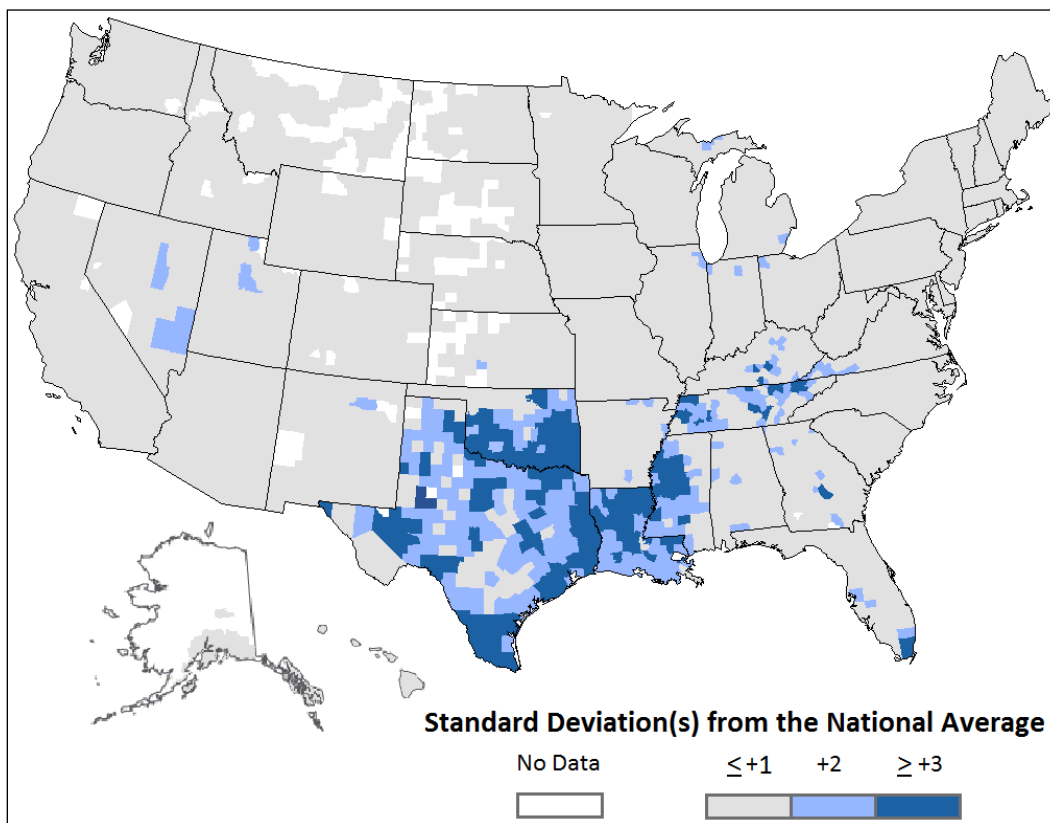 Standard Deviation(s) from the National Average
No Data ≤ +1 +2 ≥ +3